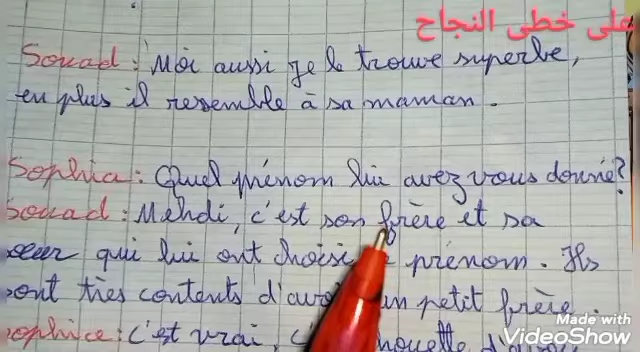 على خطى النجاح
Souad : Moi aussi je le trouve superbe,
en plus il ressemble à sa maman.
Sophia : Quel prénom lui avez vous donné?
Souad : Mehdi, c'est son frère et sa
soeur qui lui ont choisi prénom. Ils
sont très contents d'avoir un petit frère.
Sophia : c'est vrai,
Made with
VideoShow